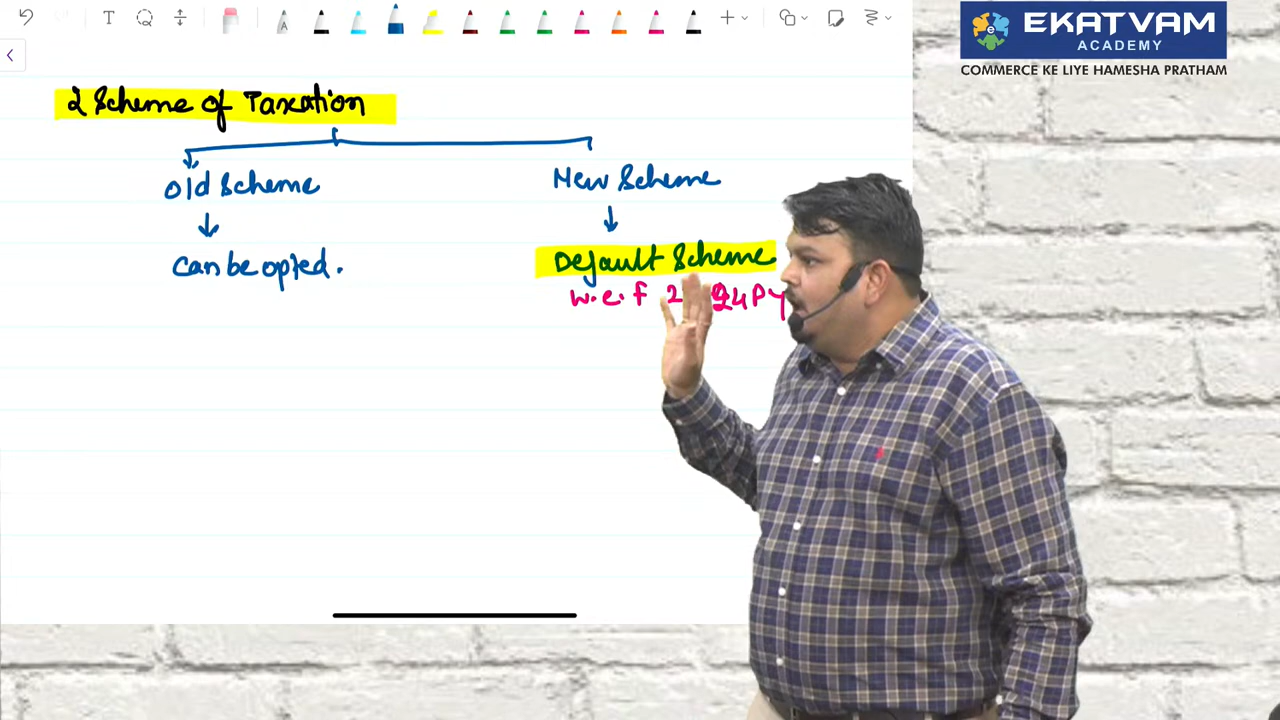 EKATVAM
ACADEMY
COMMERCE KE LIYE HAMESHA PRATHAM
2 Scheme of Taxation
Old Scheme
New Scheme
Can be opted.
Default Scheme
w.e.f PY